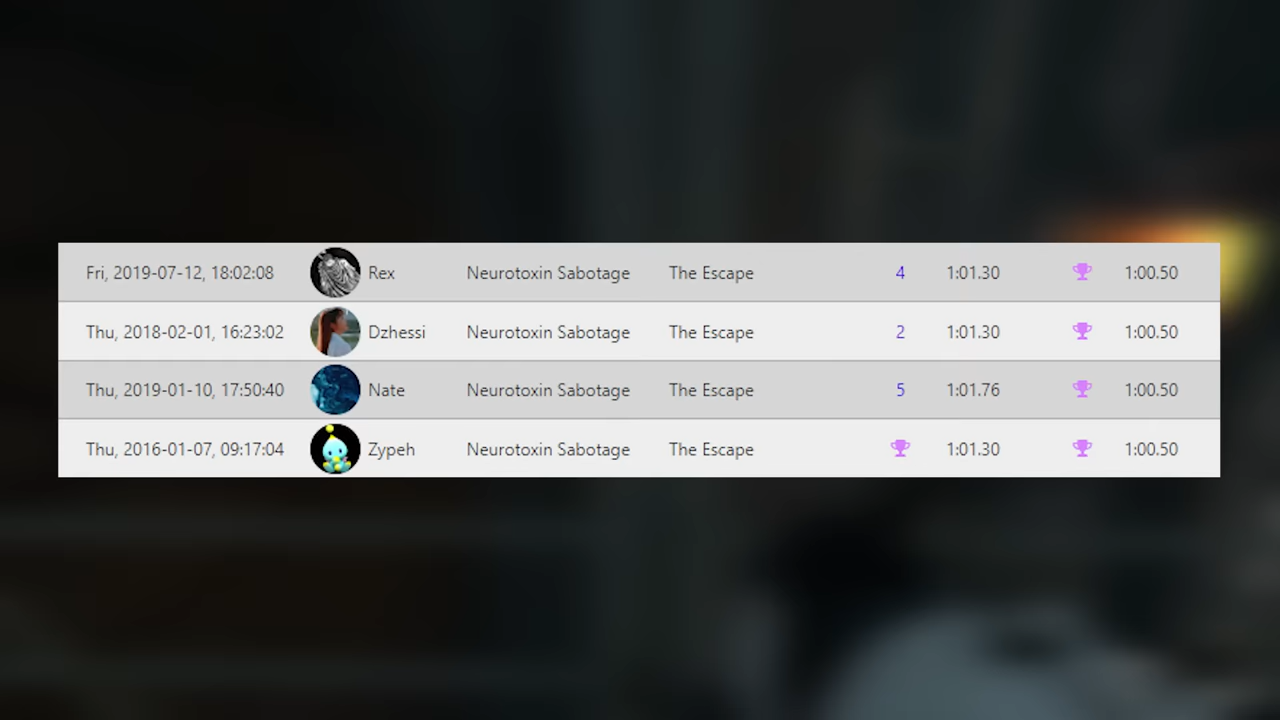 Fri, 2019-07-12, 18:02:08 Rex Neurotoxin Sabotage The Escape 4 1:01.30 1:00.50
Thu, 2018-02-01, 16:23:02 Dzhessi Neurotoxin Sabotage The Escape 2 1:01.30 1:00.50
Thu, 2019-01-10, 17:50:40 Nate Neurotoxin Sabotage The Escape 5 1:01.76 1:00.50
Thu, 2016-01-07, 09:17:04 Zypeh Neurotoxin Sabotage The Escape 1:01.30 1:00.50